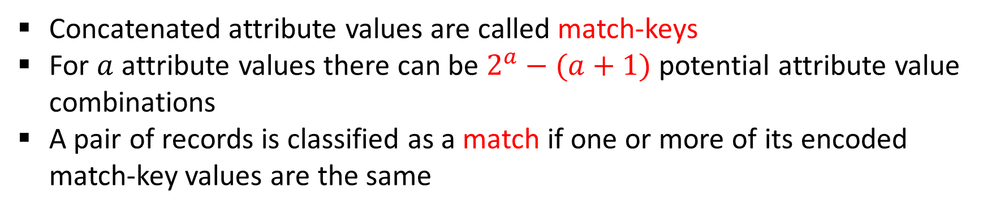 ▪ Concatenated attribute values are called match-keys
▪ For a attribute values there can be 2^a − (a + 1) potential attribute value
combinations
▪ A pair of records is classified as a match if one or more of its encoded
match-key values are the same